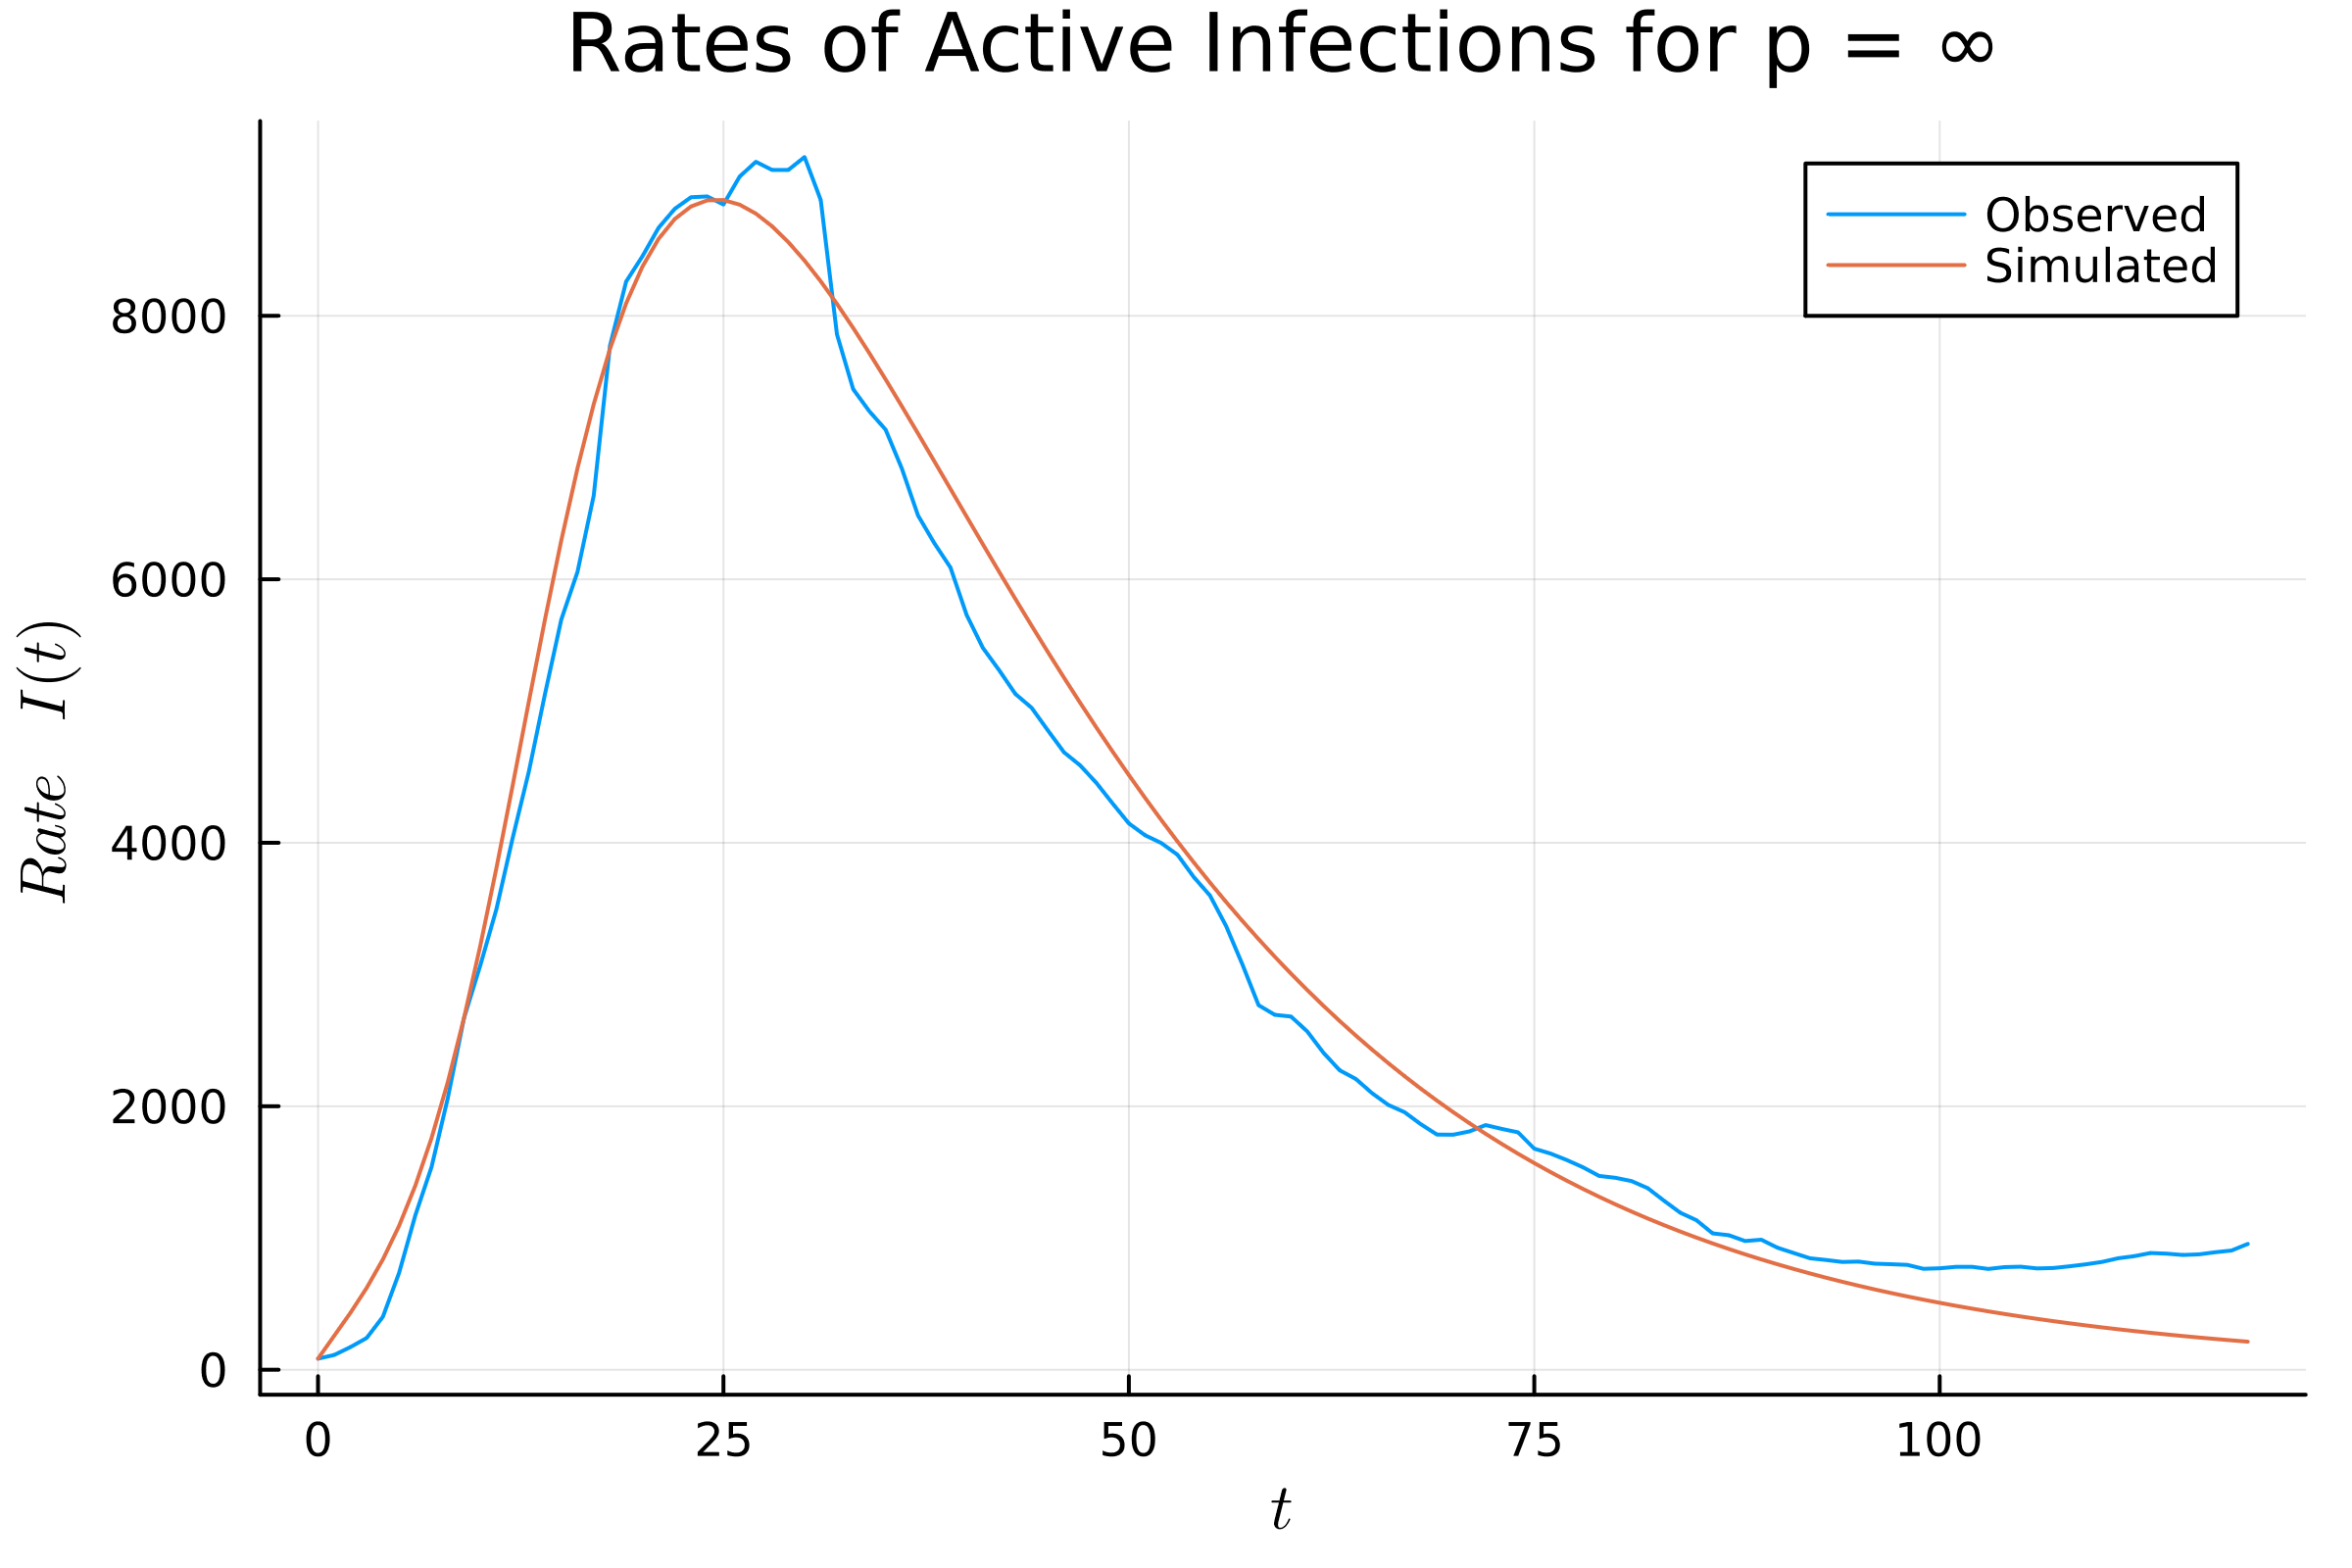 Rates of Active Infections for p = ∞
Observed
Simulated
8000
6000
4000
2000
0
Rate I(t)
0 25 50 75 100
t